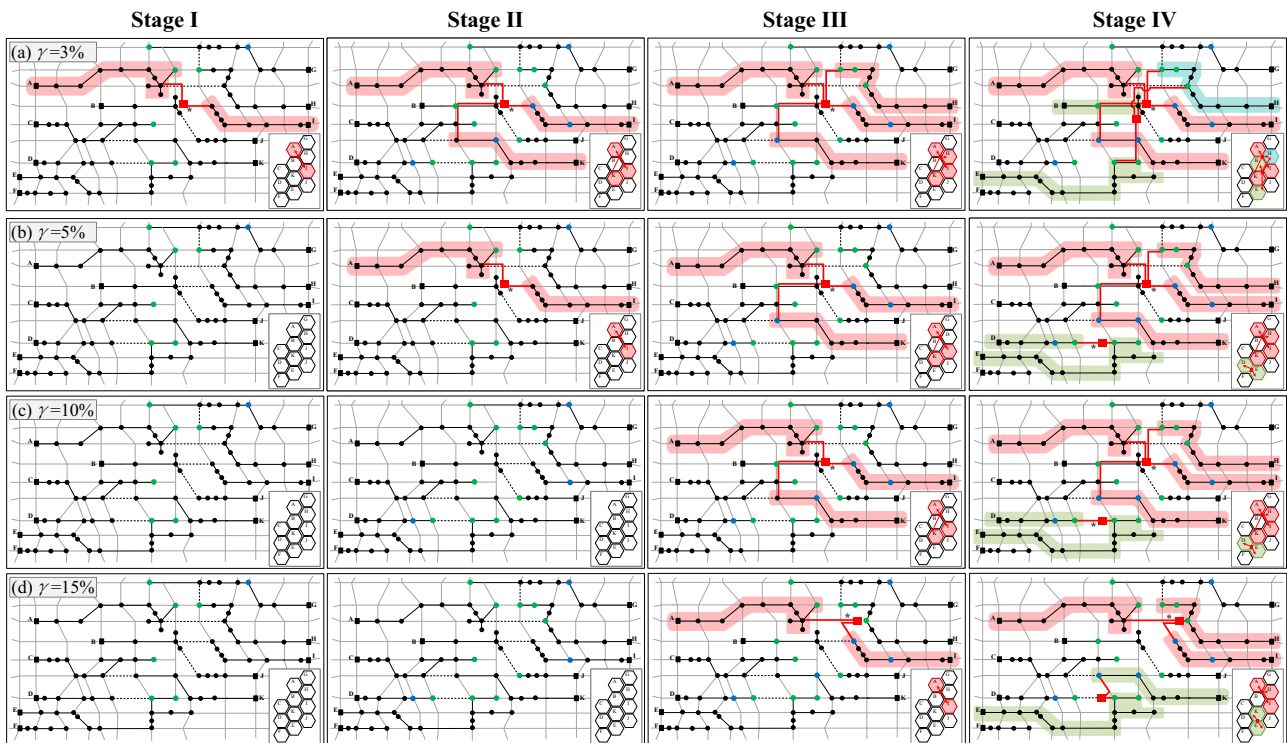 Stage I Stage II Stage III Stage IV
(a) γ=3%
A G A G A G A G
B H B H B H B H
C I C I C I C I
J J J J
D K D K D K D K
E E E E
F F F F
(b) γ=5%
A G A G A G A G
B H B H B H B H
C I C I C I C I
J J J J
D K D K D K D K
E E E E
F F F F
(c) γ=10%
A G A G A G A G
B H B H B H B H
C I C I C I C I
J J J J
D K D K D K D K
E E E E
F F F F
(d) γ=15%
A G A G A G A G
B H B H B H B H
C I C I C I C I
J J J J
D K D K D K D K
E E E E
F F F F